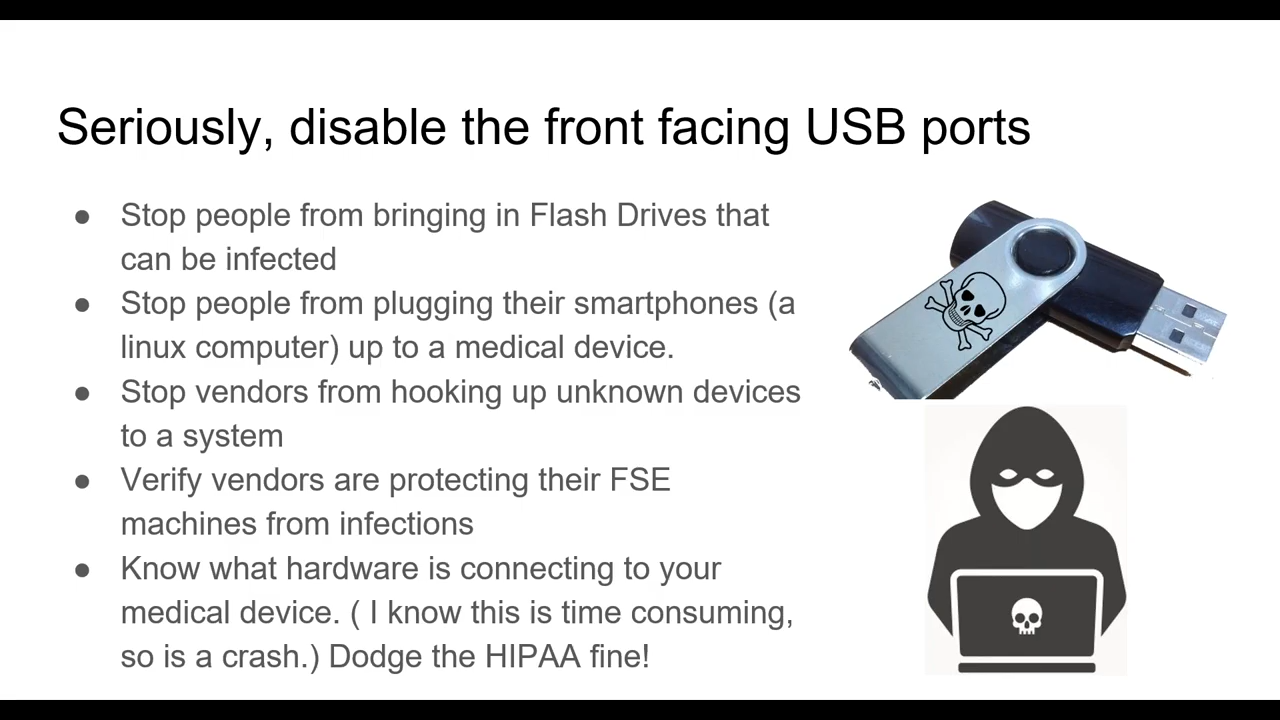 Seriously, disable the front facing USB ports
● Stop people from bringing in Flash Drives that
can be infected
● Stop people from plugging their smartphones (a
linux computer) up to a medical device.
● Stop vendors from hooking up unknown devices
to a system
● Verify vendors are protecting their FSE
machines from infections
● Know what hardware is connecting to your
medical device. ( I know this is time consuming,
so is a crash.) Dodge the HIPAA fine!